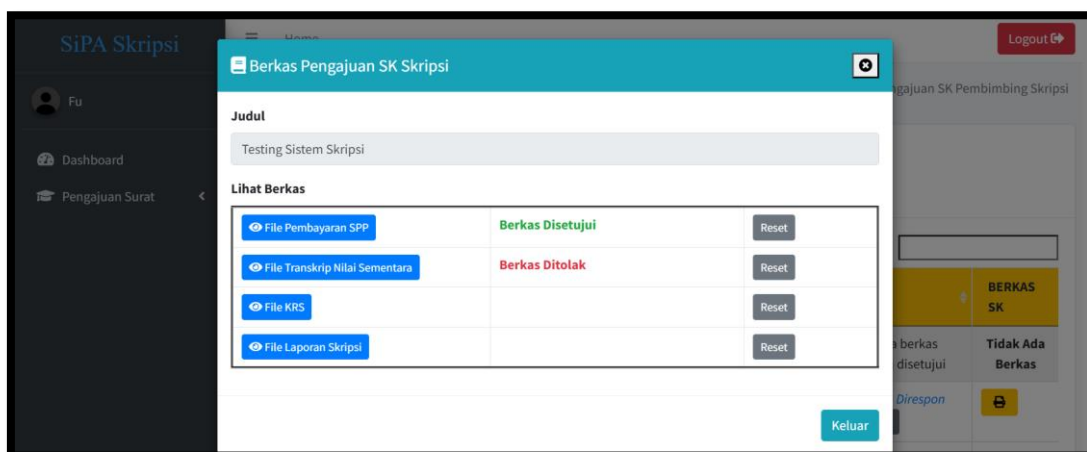 SiPA Skripsi
Home
Logout
Berkas Pengajuan SK Skripsi
Fu
ngajuan SK Pembimbing Skripsi
Judul
Testing Sistem Skripsi
Dashboard
Pengajuan Surat
Lihat Berkas
File Pembayaran SPP Berkas Disetujui Reset
File Transkrip Nilai Sementara Berkas Ditolak Reset
File KRS Reset
File Laporan Skripsi Reset
BERKAS
SK
berkas
disetujui
Tidak Ada
Berkas
Direspon
Keluar